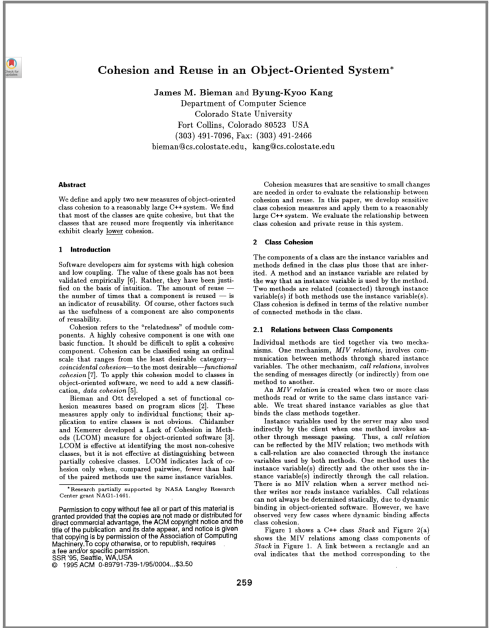 Cohesion and Reuse in an Object-Oriented System*
James M. Bieman and Byung-Kyoo Kang
Department of Computer Science
Colorado State University
Fort Collins, Colorado 80523 USA
(303) 491-7096, Fax: (303) 491-2466
bieman@cs.colostate.edu, kang@cs.colostate.edu
Abstract
We define and apply two new measures of object-oriented
class cohesion to a reasonably large C++ system. We find
that most of the classes are quite cohesive, but that the
classes that are reused more frequently via inheritance
exhibit clearly lower cohesion.
1 Introduction
Software developers aim for systems with high cohesion
and low coupling. The value of these goals has not been
validated empirically [6]. Rather, they have been justi-
fied on the basis of intuition. The amount of reuse —
the number of times that a component is reused — is
an indicator of reusability. Of course, other factors such
as the usefulness of a component are also components
of reusability.
Cohesion refers to the "relatedness" of module com-
ponents. A highly cohesive component is one with one
basic function. It should be difficult to split a cohesive
component. Cohesion can be classified using an ordinal
scale that ranges from the least desirable category—
coincidental cohesion—to the most desirable—functional
cohesion [7]. To apply this cohesion model to classes in
object-oriented software, we need to add a new classifi-
cation, data cohesion [5].
Bieman and Ott developed a set of functional co-
hesion measures based on program slices [2]. These
measures apply only to individual functions; their ap-
plication to entire classes is not obvious. Chidamber
and Kemerer developed a Lack of Cohesion in Meth-
ods (LCOM) measure for object-oriented software [3].
LCOM is effective at identifying the most non-cohesive
classes, but it is not effective at distinguishing between
partially cohesive classes. LCOM indicates lack of co-
hesion only when, compared pairwise, fewer than half
of the paired methods use the same instance variables.
*Research partially supported by NASA Langley Research
Center grant NAG1-1461.
Permission to copy without fee all or part of this material is
granted provided that the copies are not made or distributed for
direct commercial advantage, the ACM copyright notice and the
title of the publication and its date appear, and notice is given
that copying is by permission of the Association of Computing
Machinery.To copy otherwise, or to republish, requires
a fee and/or specific permission.
SSR '95, Seattle, WA,USA
© 1995 ACM 0-89791-739-1/95/0004...$3.50
Cohesion measures that are sensitive to small changes
are needed in order to evaluate the relationship between
cohesion and reuse. In this paper, we develop sensitive
class cohesion measures and apply them to a reasonably
large C++ system. We evaluate the relationship between
class cohesion and private reuse in this system.
2 Class Cohesion
The components of a class are the instance variables and
methods defined in the class plus those that are inher-
ited. A method and an instance variable are related by
the way that an instance variable is used by the method.
Two methods are related (connected) through instance
variable(s) if both methods use the instance variable(s).
Class cohesion is defined in terms of the relative number
of connected methods in the class.
2.1 Relations between Class Components
Individual methods are tied together via two mecha-
nisms. One mechanism, MIV relations, involves com-
munication between methods through shared instance
variables. The other mechanism, call relations, involves
the sending of messages directly (or indirectly) from one
method to another.
An MIV relation is created when two or more class
methods read or write to the same class instance vari-
able. We treat shared instance variables as glue that
binds the class methods together.
Instance variables used by the server may also used
indirectly by the client when one method invokes an-
other through message passing. Thus, a call relation
can be reflected by the MIV relation; two methods with
a call-relation are also connected through the instance
variables used by both methods. One method uses the
instance variable(s) directly and the other uses the in-
stance variable(s) indirectly through the call relation.
There is no MIV relation when a server method nei-
ther writes nor reads instance variables. Call relations
can not always be determined statically, due to dynamic
binding in object-oriented software. However, we have
observed very few cases where dynamic binding affects
class cohesion.
Figure 1 shows a C++ class Stack and Figure 2(a)
shows the MIV relations among class components of
Stack in Figure 1. A link between a rectangle and an
oval indicates that the method corresponding to the
259